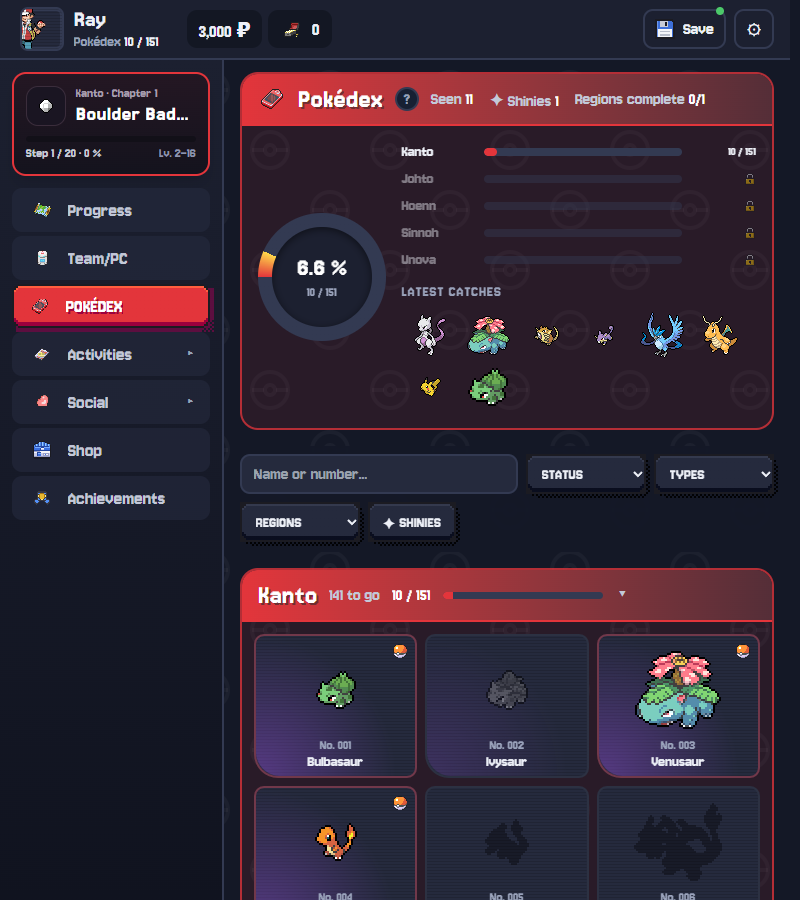 Ray
Pokédex 10 / 151
3,000 ₽
0
Save
Kanto · Chapter 1
Boulder Bad...
Step 1 / 20 · 0 %
Lv. 2–16
Progress
Team/PC
POKÉDEX
Activities
Social
Shop
Achievements
Pokédex ? Seen 11 ✦ Shinies 1 Regions complete 0/1
Kanto 10 / 151
Johto
Hoenn
Sinnoh
Unova
6.6 %
10 / 151
LATEST CATCHES
Name or number...
STATUS
TYPES
REGIONS
✦ SHINIES
Kanto 141 to go 10 / 151
No. 001
Bulbasaur
No. 002
Ivysaur
No. 003
Venusaur
No. 004
No. 005
No. 006